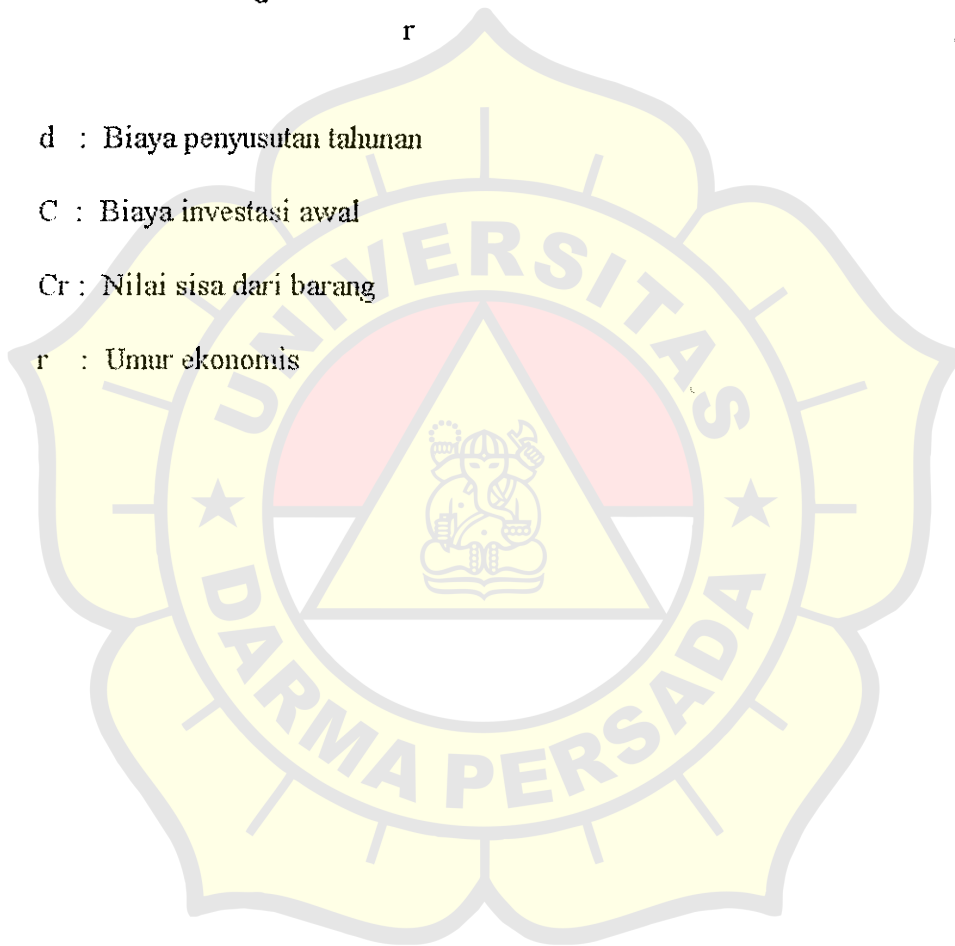 r
d : Biaya penyusutan tahunan
C : Biaya investasi awal
Cr : Nilai sisa dari barang
r : Umur ekonomis
UNIVERSITAS
DARMA PERSADA